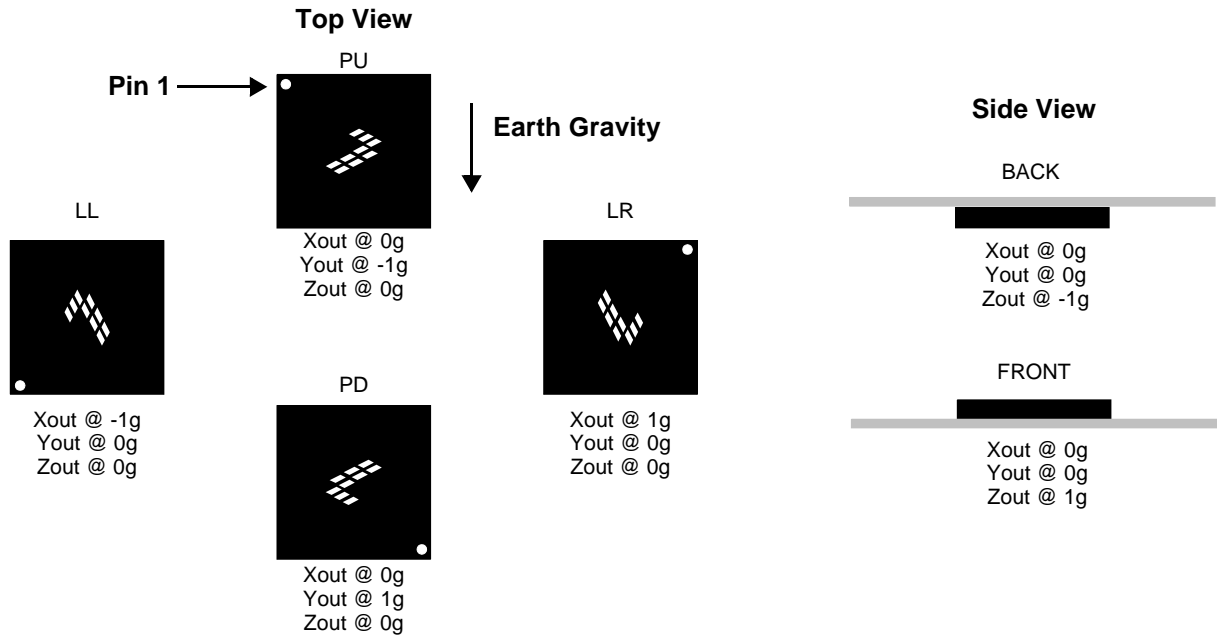 Top View
PU
Pin 1
Earth Gravity
Xout @ 0g
Yout @ -1g
Zout @ 0g
LL
Xout @ -1g
Yout @ 0g
Zout @ 0g
LR
Xout @ 1g
Yout @ 0g
Zout @ 0g
PD
Xout @ 0g
Yout @ 1g
Zout @ 0g
Side View
BACK
Xout @ 0g
Yout @ 0g
Zout @ -1g
FRONT
Xout @ 0g
Yout @ 0g
Zout @ 1g